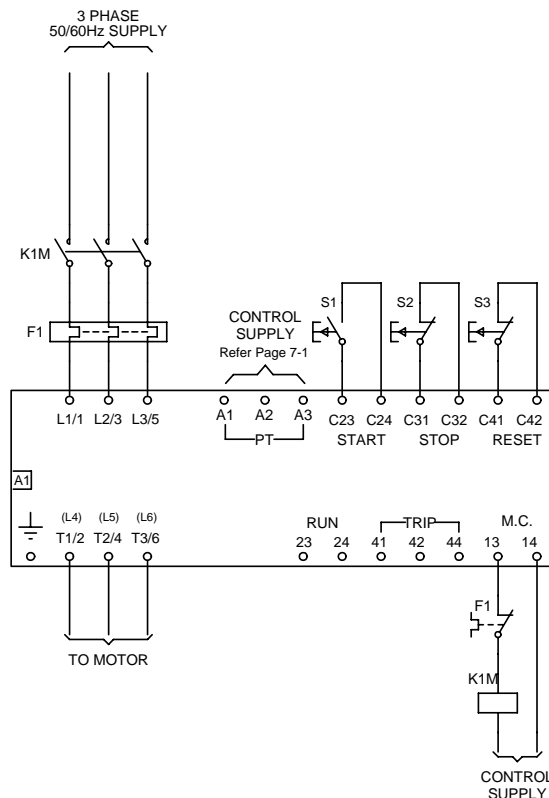 3 PHASE
50/60Hz SUPPLY
K1M
F1
CONTROL
SUPPLY
Refer Page 7-1
S1
S2
S3
L1/1 L2/3 L3/5
A1 A2 A3
PT
C23 C24 C31 C32 C41 C42
START STOP RESET
A1
(L4) (L5) (L6)
T1/2 T2/4 T3/6
RUN TRIP M.C.
23 24 41 42 44 13 14
TO MOTOR
F1
K1M
CONTROL
SUPPLY